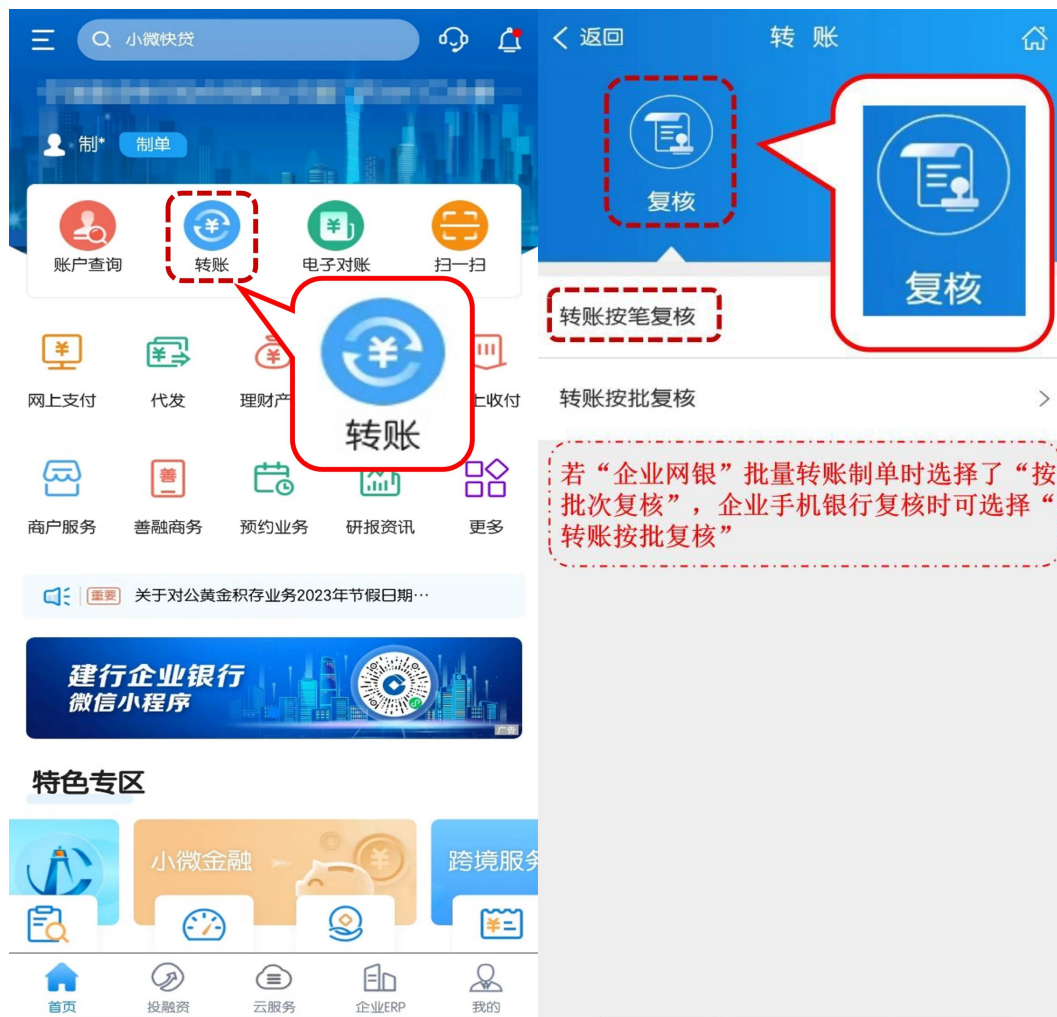 小微快贷
制*
制单
账户查询
转账
电子对账
扫一扫
转账
网上支付
代发
理财产
上收付
商户服务
善融商务
预约业务
研报资讯
更多
重要
关于对公黄金积存业务2023年节假日期…
建行企业银行
微信小程序
广告
特色专区
小微金融
跨境服务
首页
投融资
云服务
企业ERP
我的
返回
转 账
复核
复核
转账按笔复核
转账按批复核
若“企业网银”批量转账制单时选择了“按
批次复核”，企业手机银行复核时可选择“
转账按批复核”